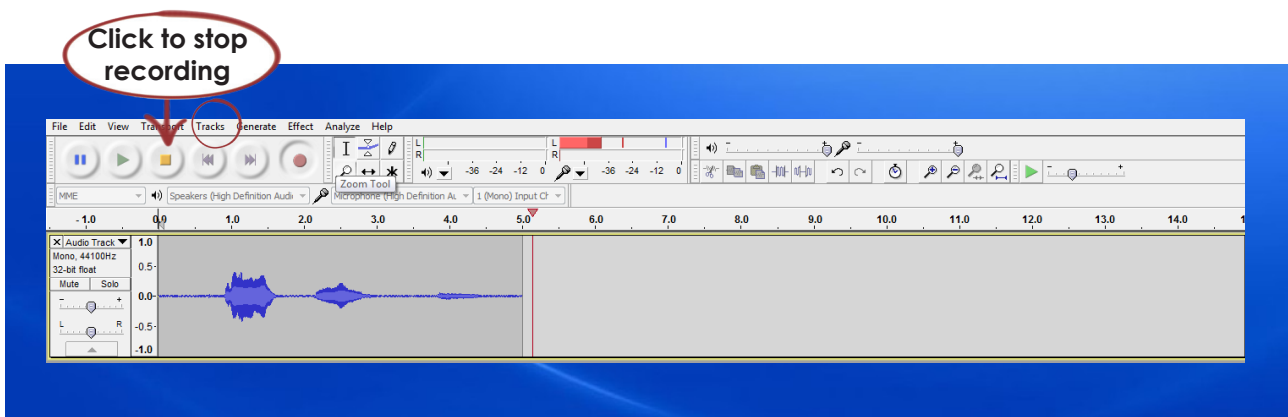 Click to stop
recording
File Edit View Transport Tracks Generate Effect Analyze Help
L
R
-36 -24 -12 0
L
R
-36 -24 -12 0
- +
- +
- +
Zoom Tool
MME Speakers (High Definition Audi Microphone (High Definition Au 1 (Mono) Input Ch
-1.0 0.0 1.0 2.0 3.0 4.0 5.0 6.0 7.0 8.0 9.0 10.0 11.0 12.0 13.0 14.0 1
X Audio Track 1.0
Mono, 44100Hz
32-bit float 0.5
Mute Solo
- + 0.0
L R -0.5
-1.0